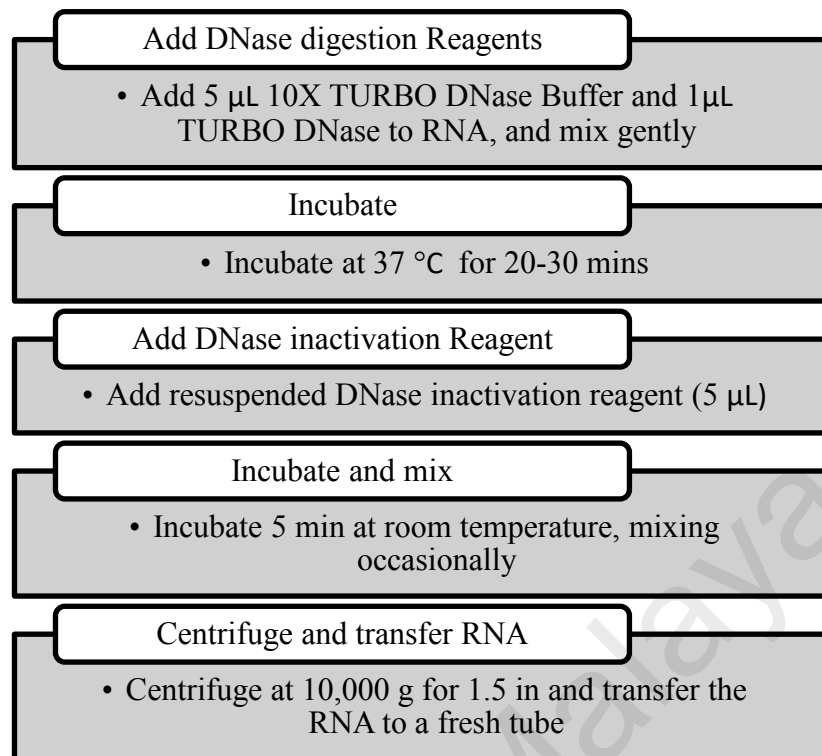 Add DNase digestion Reagents
• Add 5 µL 10X TURBO DNase Buffer and 1µL
TURBO DNase to RNA, and mix gently
Incubate
• Incubate at 37 °C for 20-30 mins
Add DNase inactivation Reagent
• Add resuspended DNase inactivation reagent (5 µL)
Incubate and mix
• Incubate 5 min at room temperature, mixing
occasionally
Centrifuge and transfer RNA
• Centrifuge at 10,000 g for 1.5 in and transfer the
RNA to a fresh tube
Malaya